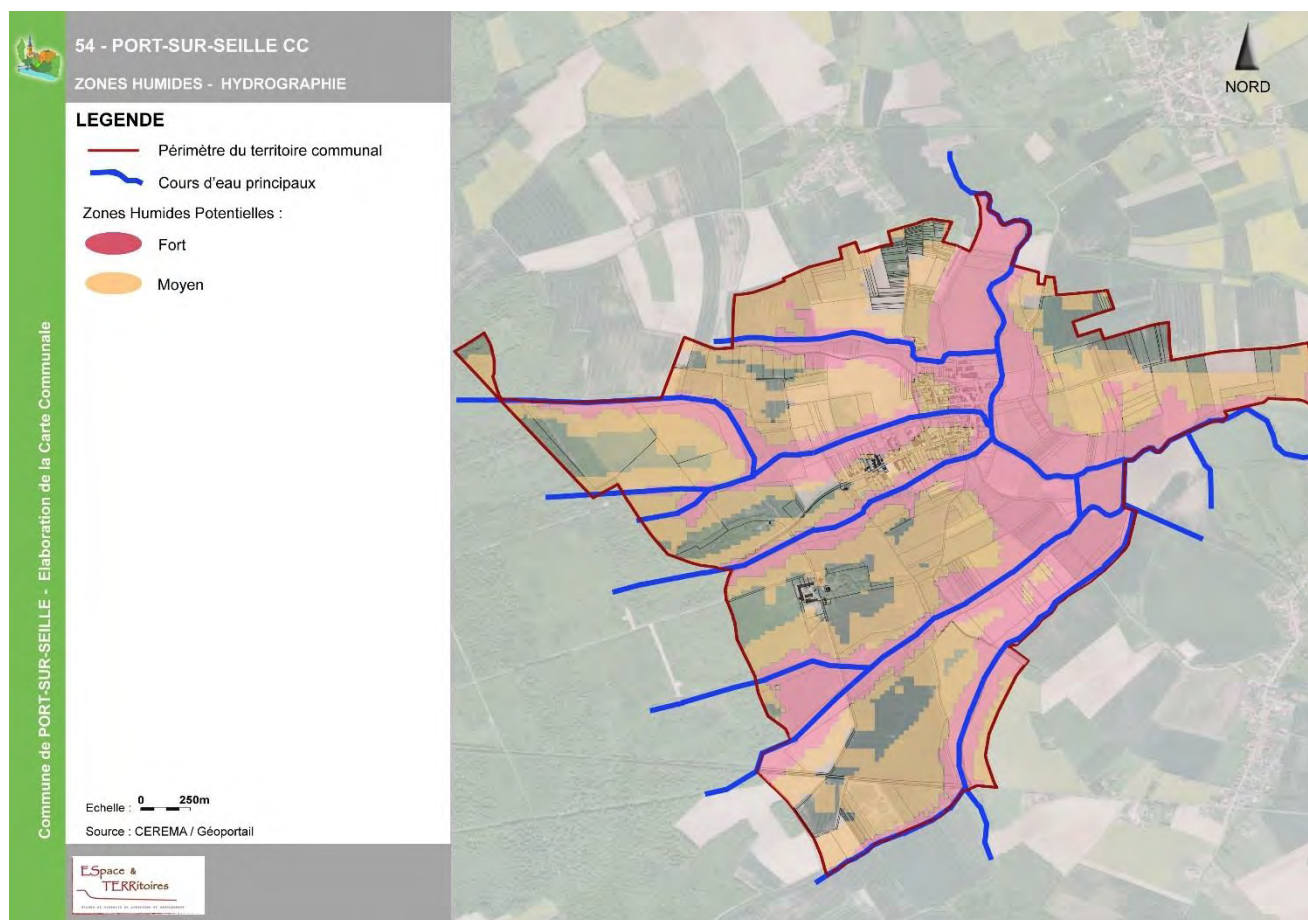 54 - PORT-SUR-SEILLE CC
ZONES HUMIDES - HYDROGRAPHIE
LEGENDE
Périmètre du territoire communal
Cours d'eau principaux
Zones Humides Potentielles :
Fort
Moyen
Echelle : 0 250m
Source : CEREMA / Géoportail
ESpace &
TERRitoires
Commune de PORT-SUR-SEILLE - Elaboration de la Carte Communale
NORD